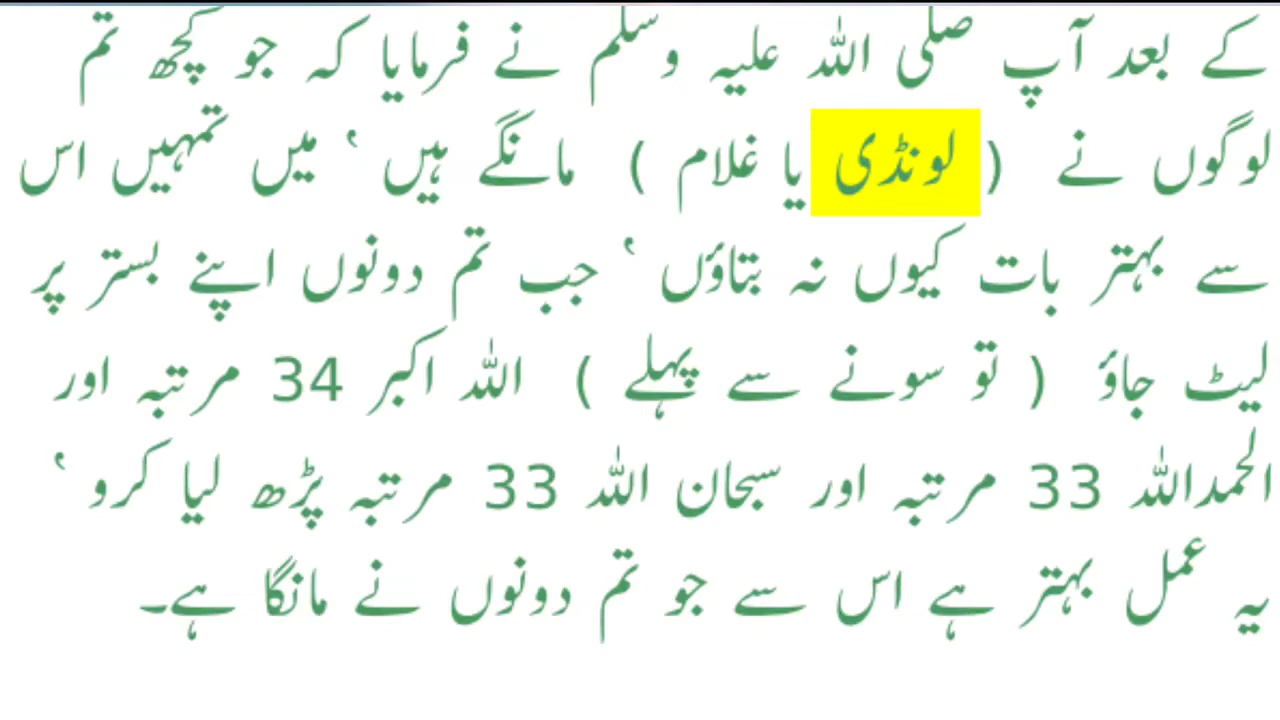 کے بعد آپ صلی اللہ علیہ وسلم نے فرمایا کہ جو کچھ تم
لوگوں نے ( لونڈی یا غلام ) مانگے ہیں ‘ میں تمہیں اس
سے بہتر بات کیوں نہ بتاؤں ‘ جب تم دونوں اپنے بستر پر
لیٹ جاؤ ( تو سونے سے پہلے ) اللہ اکبر 34 مرتبہ اور
الحمداللہ 33 مرتبہ اور سبحان اللہ 33 مرتبہ پڑھ لیا کرو ‘
یہ عمل بہتر ہے اس سے جو تم دونوں نے مانگا ہے۔